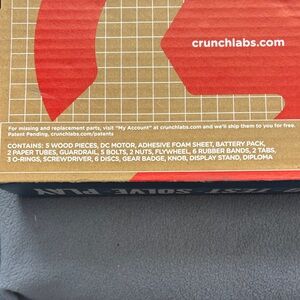 crunchlabs.com
For missing and replacement parts, visit "My Account" at crunchlabs.com and we'll ship them to you for free.
Patent Pending, crunchlabs.com/patents
CONTAINS: 5 WOOD PIECES, DC MOTOR, ADHESIVE FOAM SHEET, BATTERY PACK,
2 PAPER TUBES, GUARDRAIL, 5 BOLTS, 2 NUTS, FLYWHEEL, 6 RUBBER BANDS, 2 TABS,
3 O-RINGS, SCREWDRIVER, 6 DISCS, GEAR BADGE, KNOB, DISPLAY STAND, DIPLOMA
TEST SOLVE PLAY